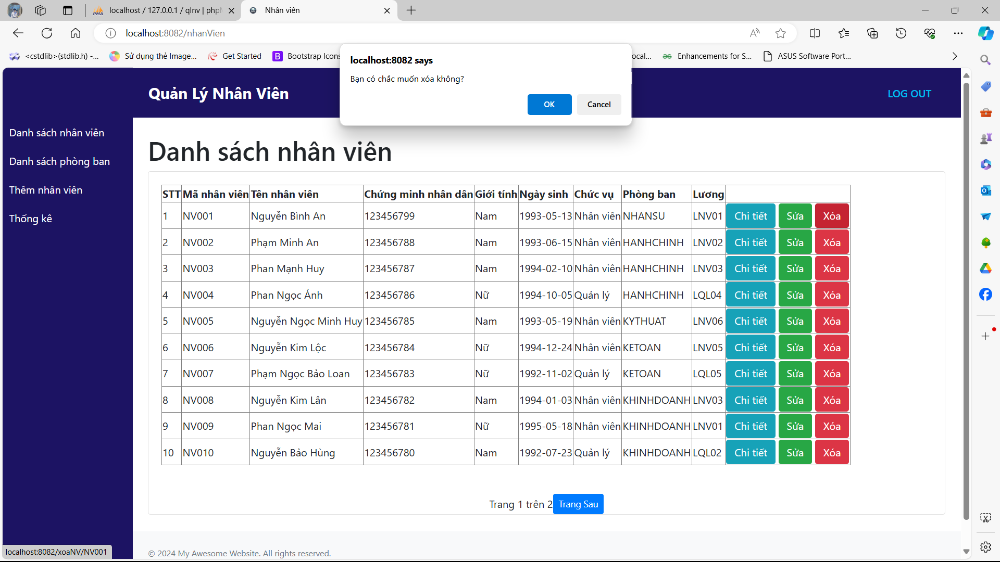 localhost / 127.0.0.1 / qlnv | phpM
Nhân viên
localhost:8082/nhanVien
<cstdlib>(stdlib.h) -...
Sử dụng thẻ Image...
Get Started
Bootstrap Icons
ocal...
Enhancements for S...
ASUS Software Port...
localhost:8082 says
Bạn có chắc muốn xóa không?
OK Cancel
Quản Lý Nhân Viên
LOG OUT
Danh sách nhân viên
Danh sách phòng ban
Thêm nhân viên
Thống kê
Danh sách nhân viên
STT Mã nhân viên Tên nhân viên Chứng minh nhân dân Giới tính Ngày sinh Chức vụ Phòng ban Lương
1 NV001 Nguyễn Bình An 123456799 Nam 1993-05-13 Nhân viên NHANSU LNV01 Chi tiết Sửa Xóa
2 NV002 Phạm Minh An 123456788 Nam 1993-06-15 Nhân viên HANHCHINH LNV02 Chi tiết Sửa Xóa
3 NV003 Phan Mạnh Huy 123456787 Nam 1994-02-10 Nhân viên HANHCHINH LNV03 Chi tiết Sửa Xóa
4 NV004 Phan Ngọc Ánh 123456786 Nữ 1994-10-05 Quản lý HANHCHINH LQL04 Chi tiết Sửa Xóa
5 NV005 Nguyễn Ngọc Minh Huy 123456785 Nam 1993-05-19 Nhân viên KYTHUAT LNV06 Chi tiết Sửa Xóa
6 NV006 Nguyễn Kim Lộc 123456784 Nữ 1994-12-24 Nhân viên KETOAN LNV05 Chi tiết Sửa Xóa
7 NV007 Phạm Ngọc Bảo Loan 123456783 Nữ 1992-11-02 Quản lý KETOAN LQL05 Chi tiết Sửa Xóa
8 NV008 Nguyễn Kim Lân 123456782 Nam 1994-01-03 Nhân viên KHINHDOANH LNV03 Chi tiết Sửa Xóa
9 NV009 Phan Ngọc Mai 123456781 Nữ 1995-05-18 Nhân viên KHINHDOANH LNV01 Chi tiết Sửa Xóa
10 NV010 Nguyễn Bảo Hùng 123456780 Nam 1992-07-23 Quản lý KHINHDOANH LQL02 Chi tiết Sửa Xóa
Trang 1 trên 2 Trang Sau
localhost:8082/xoaNV/NV001
© 2024 My Awesome Website. All rights reserved.